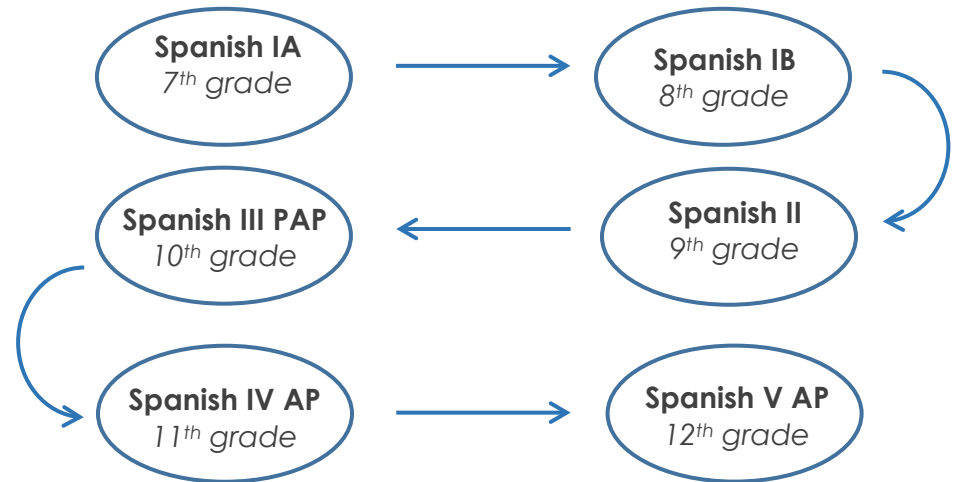 Spanish IA
7th grade
Spanish IB
8th grade
Spanish II
9th grade
Spanish III PAP
10th grade
Spanish IV AP
11th grade
Spanish V AP
12th grade